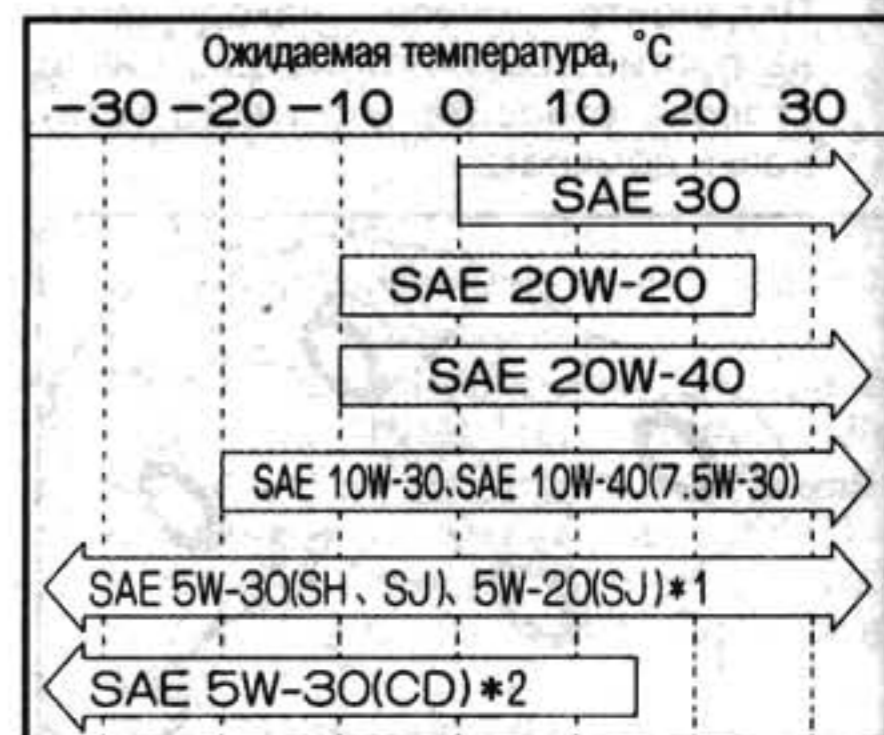 Ожидаемая температура, °C
−30 −20 −10 0 10 20 30
SAE 30
SAE 20W-20
SAE 20W-40
SAE 10W-30、SAE 10W-40(7.5W-30)
SAE 5W-30(SH、SJ)、5W-20(SJ)*1
SAE 5W-30(CD)*2